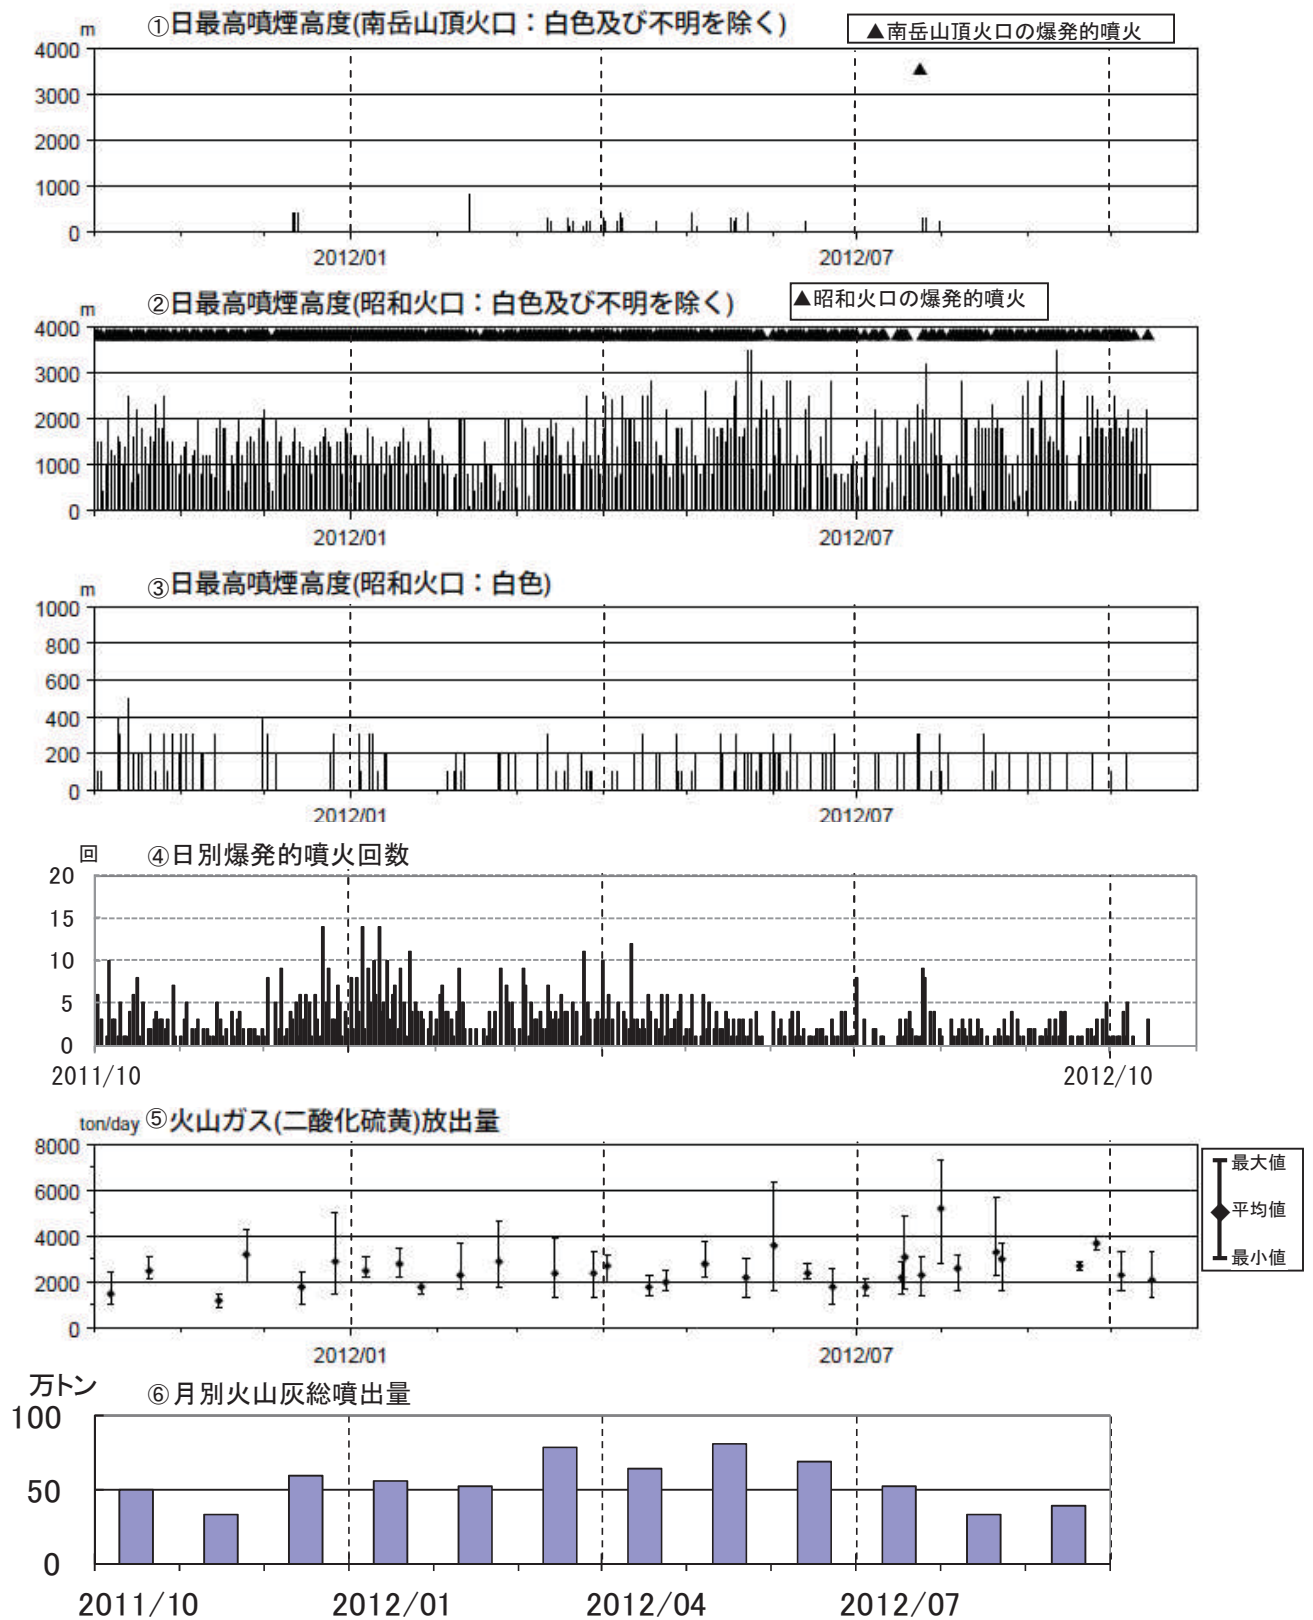 ①日最高噴煙高度(南岳山頂火口：白色及び不明を除く)
▲南岳山頂火口の爆発的噴火
m
4000
3000
2000
1000
0
2012/01
2012/07
②日最高噴煙高度(昭和火口：白色及び不明を除く)
▲昭和火口の爆発的噴火
m
4000
3000
2000
1000
0
2012/01
2012/07
③日最高噴煙高度(昭和火口：白色)
m
1000
800
600
400
200
0
2012/01
2012/07
回
④日別爆発的噴火回数
20
15
10
5
0
2011/10
2012/10
ton/day
⑤火山ガス(二酸化硫黄)放出量
8000
6000
4000
2000
0
最大値
平均値
最小値
2012/01
2012/07
万トン
⑥月別火山灰総噴出量
100
50
0
2011/10
2012/01
2012/04
2012/07